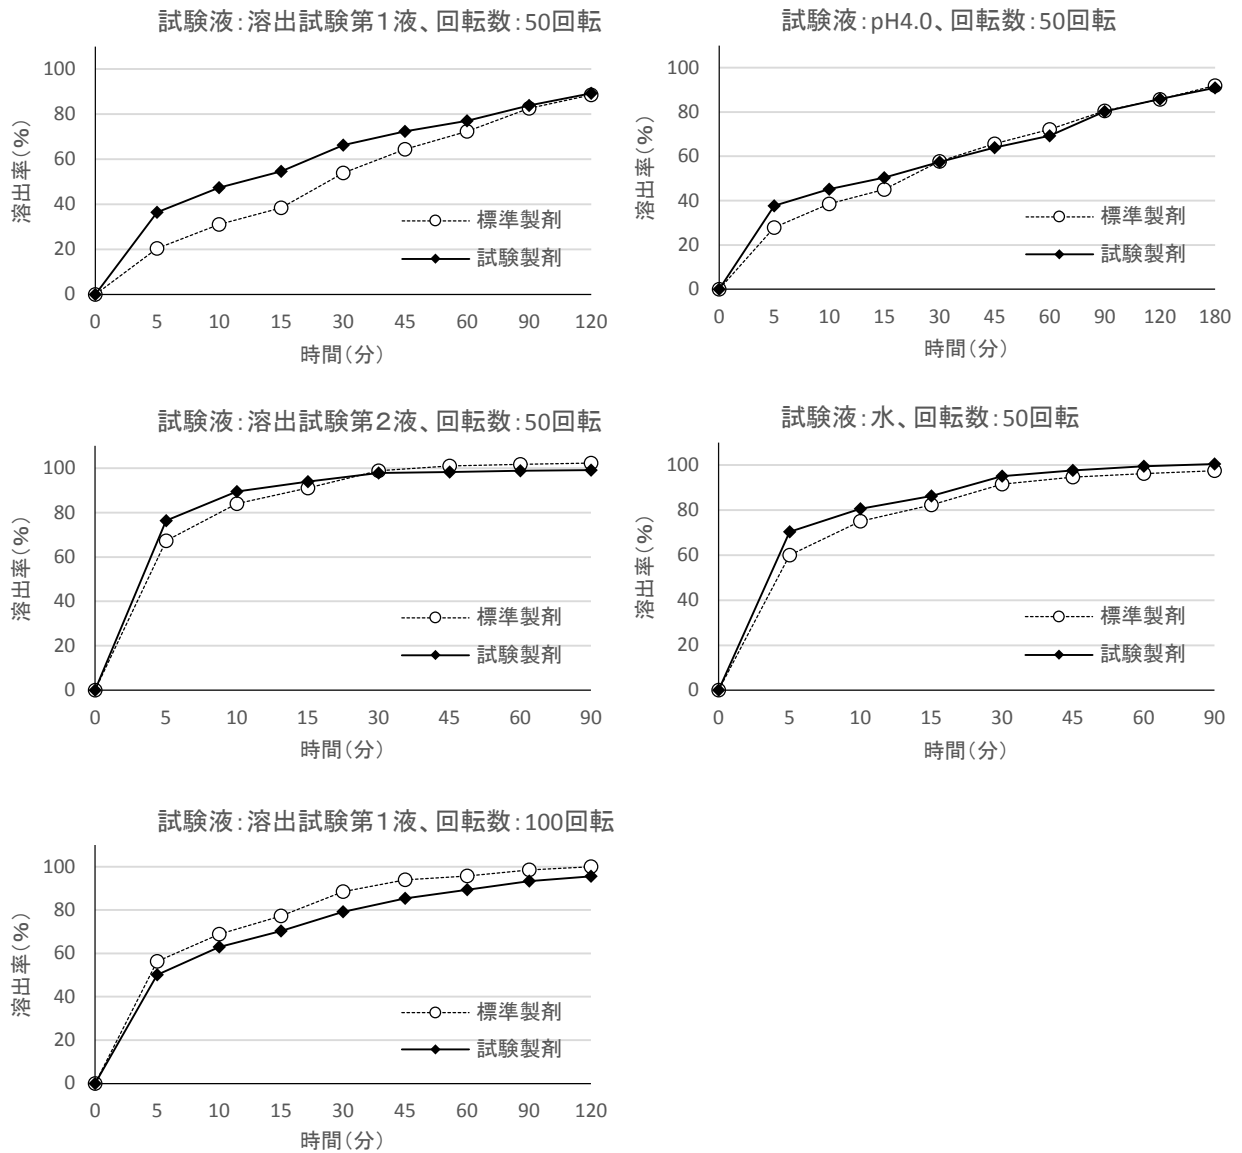 試験液:溶出試験第1液、回転数:50回転
溶出率(%)
100
80
60
40
20
0
標準製剤
試験製剤
0 5 10 15 30 45 60 90 120
時間(分)
試験液:pH4.0、回転数:50回転
溶出率(%)
100
80
60
40
20
0
標準製剤
試験製剤
0 5 10 15 30 45 60 90 120 180
時間(分)
試験液:溶出試験第2液、回転数:50回転
溶出率(%)
100
80
60
40
20
0
標準製剤
試験製剤
0 5 10 15 30 45 60 90
時間(分)
試験液:水、回転数:50回転
溶出率(%)
100
80
60
40
20
0
標準製剤
試験製剤
0 5 10 15 30 45 60 90
時間(分)
試験液:溶出試験第1液、回転数:100回転
溶出率(%)
100
80
60
40
20
0
標準製剤
試験製剤
0 5 10 15 30 45 60 90 120
時間(分)